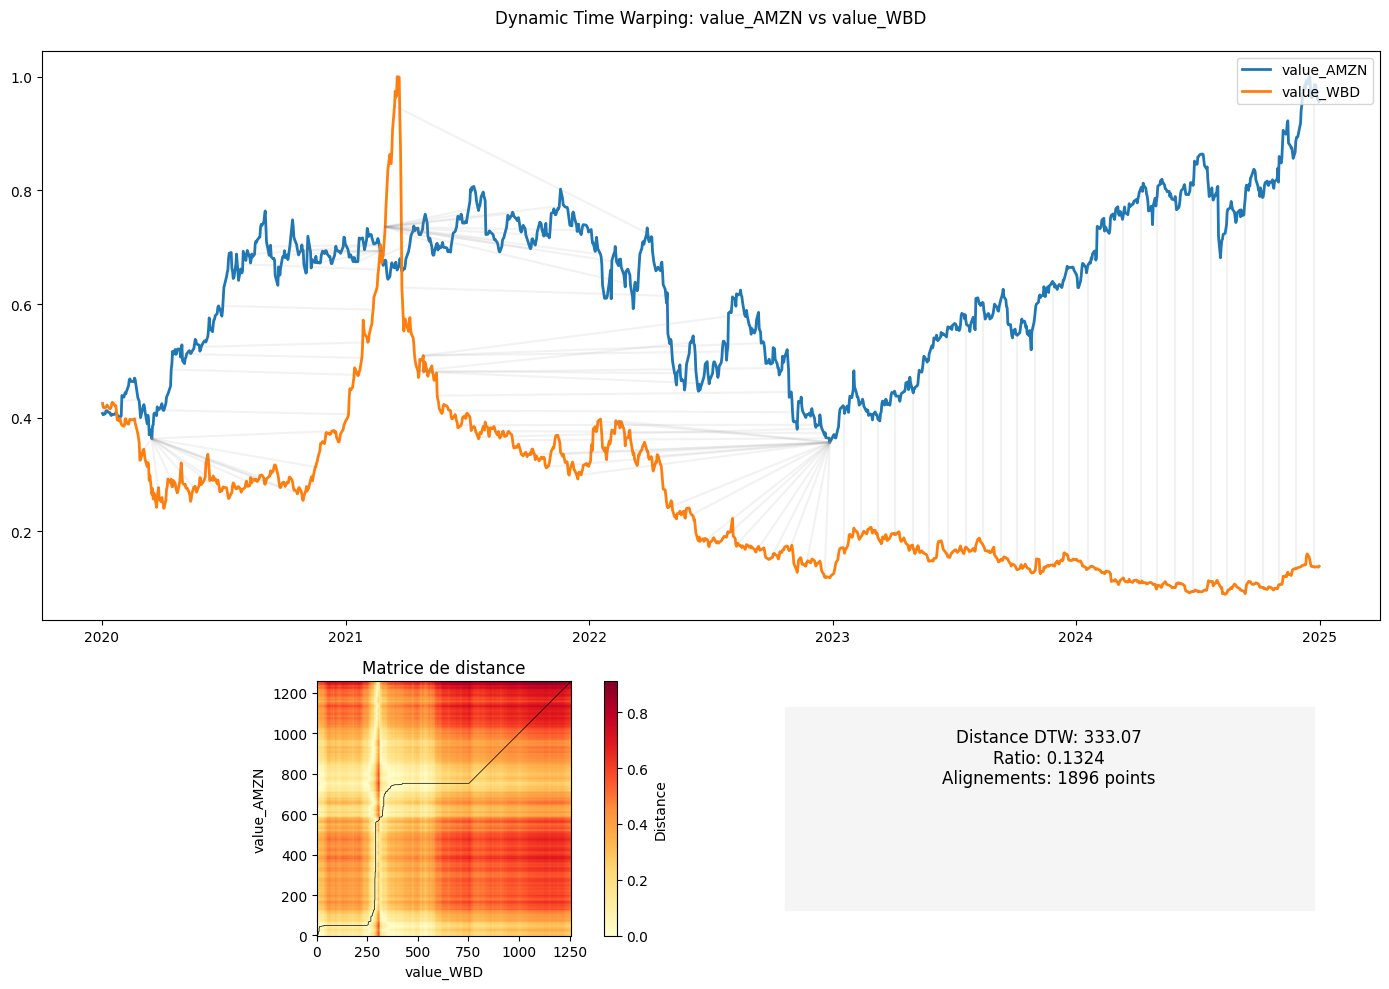 Dynamic Time Warping: value_AMZN vs value_WBD
value_AMZN
value_WBD
1.0
0.8
0.6
0.4
0.2
2020 2021 2022 2023 2024 2025
Matrice de distance
value_AMZN
1200
1000
800
600
400
200
0
0 250 500 750 1000 1250
value_WBD
0.8
0.6
0.4
0.2
0.0
Distance
Distance DTW: 333.07
Ratio: 0.1324
Alignements: 1896 points